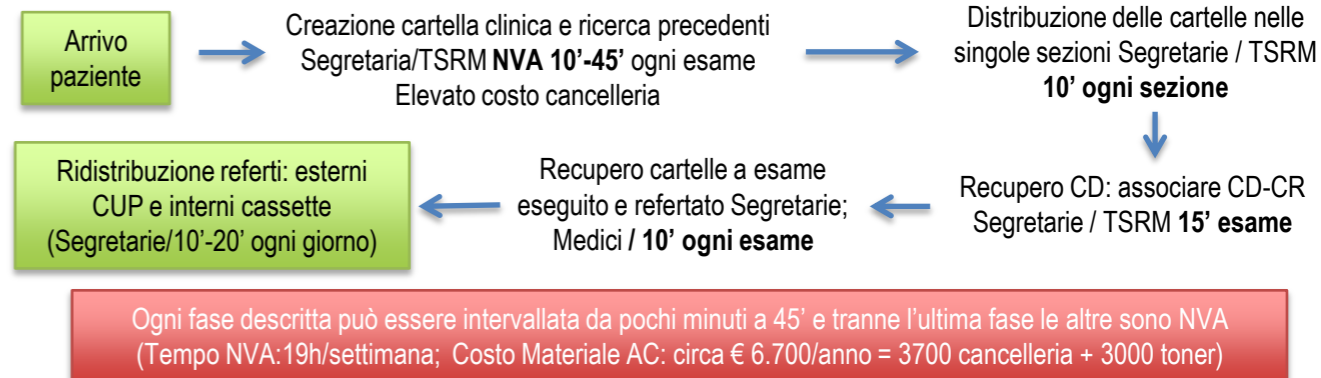 Arrivo
paziente
Creazione cartella clinica e ricerca precedenti
Segretaria/TSRM NVA 10’-45’ ogni esame
Elevato costo cancelleria
Distribuzione delle cartelle nelle
singole sezioni Segretarie / TSRM
10’ ogni sezione
Recupero CD: associare CD-CR
Segretarie / TSRM 15’ esame
Recupero cartelle a esame
eseguito e refertato Segretarie;
Medici / 10’ ogni esame
Ridistribuzione referti: esterni
CUP e interni cassette
(Segretarie/10’-20’ ogni giorno)
Ogni fase descritta può essere intervallata da pochi minuti a 45’ e tranne l’ultima fase le altre sono NVA
(Tempo NVA:19h/settimana; Costo Materiale AC: circa € 6.700/anno = 3700 cancelleria + 3000 toner)